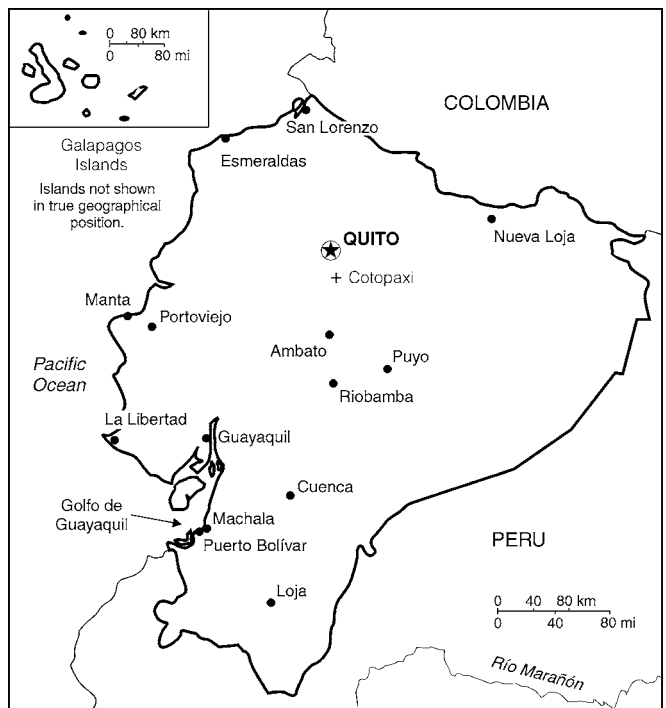 0 80 km
0 80 mi
COLOMBIA
San Lorenzo
Galapagos
Islands
Islands not shown
in true geographical
position.
Esmeraldas
QUITO
Nueva Loja
Cotopaxi
Manta
Portoviejo
Ambato
Puyo
Pacific
Ocean
Riobamba
La Libertad
Guayaquil
Cuenca
Golfo de
Guayaquil
Machala
Puerto Bolívar
PERU
Loja
0 40 80 km
0 40 80 mi
Río Marañón